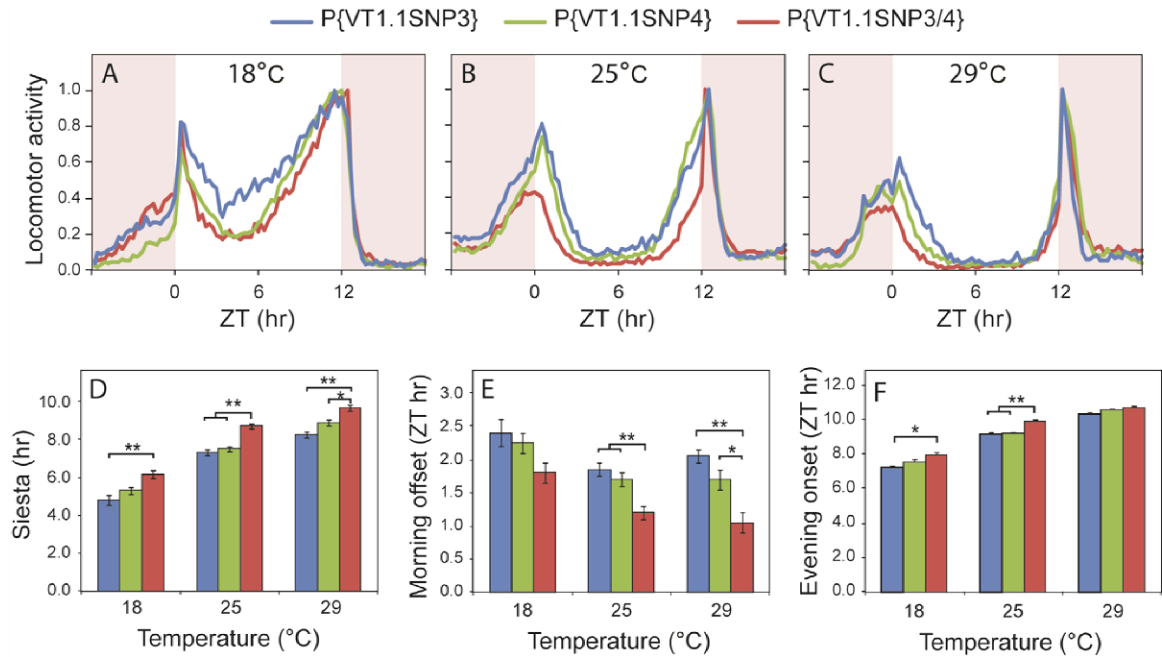 P{VT1.1SNP3} P{VT1.1SNP4} P{VT1.1SNP3/4}
A 18°C
B 25°C
C 29°C
Locomotor activity
1.0
0.8
0.6
0.4
0.2
0.0
0 6 12
0 6 12
0 6 12
ZT (hr)
ZT (hr)
ZT (hr)
D
Siesta (hr)
10.0
8.0
6.0
4.0
2.0
0.0
**
**
**
*
18 25 29
Temperature (°C)
E
Morning offset (ZT hr)
3.0
2.5
2.0
1.5
1.0
0.5
0.0
**
**
*
18 25 29
Temperature (°C)
F
Evening onset (ZT hr)
12.0
10.0
8.0
6.0
4.0
2.0
0.0
*
**
18 25 29
Temperature (°C)